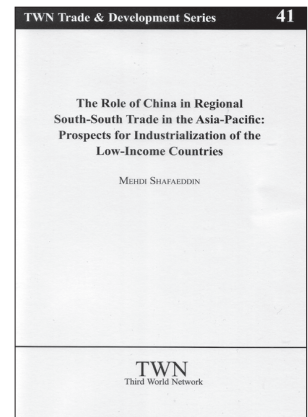 TWN Trade & Development Series 41
The Role of China in Regional
South-South Trade in the Asia-Pacific:
Prospects for Industrialization of the
Low-Income Countries
MEHDI SHAFAEDDIN
TWN
Third World Network